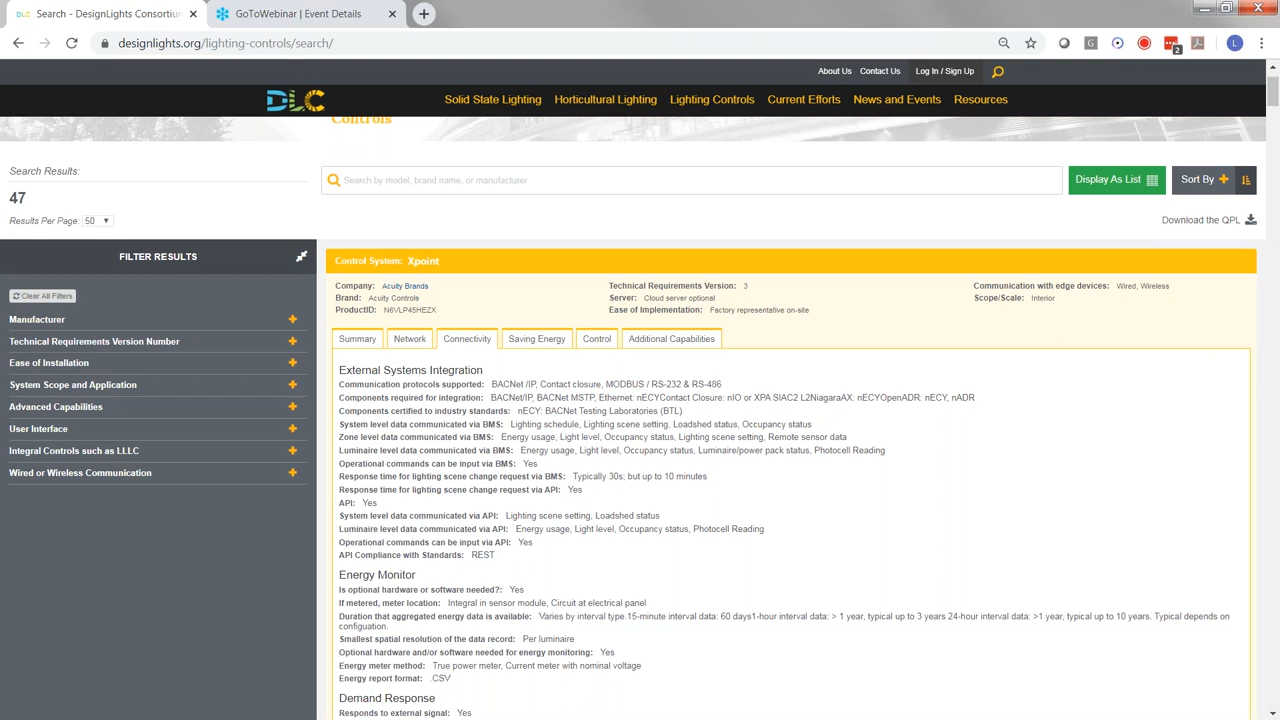 Search - DesignLights Consortium
GoToWebinar | Event Details
designlights.org/lighting-controls/search/
G
2
L
About Us Contact Us Log In / Sign Up
DLC
Solid State Lighting Horticultural Lighting Lighting Controls Current Efforts News and Events Resources
Controls
Search Results:
47
Results Per Page: 50
Search by model, brand name, or manufacturer
Display As List
Sort By
Download the QPL
FILTER RESULTS
Clear All Filters
Manufacturer
Technical Requirements Version Number
Ease of Installation
System Scope and Application
Advanced Capabilities
User Interface
Integral Controls such as LLLC
Wired or Wireless Communication
Control System: Xpoint
Company: Acuity Brands Technical Requirements Version: 3 Communication with edge devices: Wired, Wireless
Brand: Acuity Controls Server: Cloud server optional Scope/Scale: Interior
ProductID: N6VLP45HEZX Ease of Implementation: Factory representative on-site
Summary Network Connectivity Saving Energy Control Additional Capabilities
External Systems Integration
Communication protocols supported: BACNet /IP, Contact closure, MODBUS / RS-232 & RS-486
Components required for integration: BACNet/IP, BACNet MSTP, Ethernet: nECYContact Closure: nIO or XPA SIAC2 L2NiagaraAX: nECYOpenADR: nECY, nADR
Components certified to industry standards: nECY: BACNet Testing Laboratories (BTL)
System level data communicated via BMS: Lighting schedule, Lighting scene setting, Loadshed status, Occupancy status
Zone level data communicated via BMS: Energy usage, Light level, Occupancy status, Lighting scene setting, Remote sensor data
Luminaire level data communicated via BMS: Energy usage, Light level, Occupancy status, Luminaire/power pack status, Photocell Reading
Operational commands can be input via BMS: Yes
Response time for lighting scene change request via BMS: Typically 30s; but up to 10 minutes
Response time for lighting scene change request via API: Yes
API: Yes
System level data communicated via API: Lighting scene setting, Loadshed status
Luminaire level data communicated via API: Energy usage, Light level, Occupancy status, Photocell Reading
Operational commands can be input via API: Yes
API Compliance with Standards: REST
Energy Monitor
Is optional hardware or software needed?: Yes
If metered, meter location: Integral in sensor module, Circuit at electrical panel
Duration that aggregated energy data is available: Varies by interval type.15-minute interval data: 60 days1-hour interval data: > 1 year, typical up to 3 years 24-hour interval data: >1 year, typical up to 10 years. Typical depends on
configuation.
Smallest spatial resolution of the data record: Per luminaire
Optional hardware and/or software needed for energy monitoring: Yes
Energy meter method: True power meter, Current meter with nominal voltage
Energy report format: .CSV
Demand Response
Responds to external signal: Yes